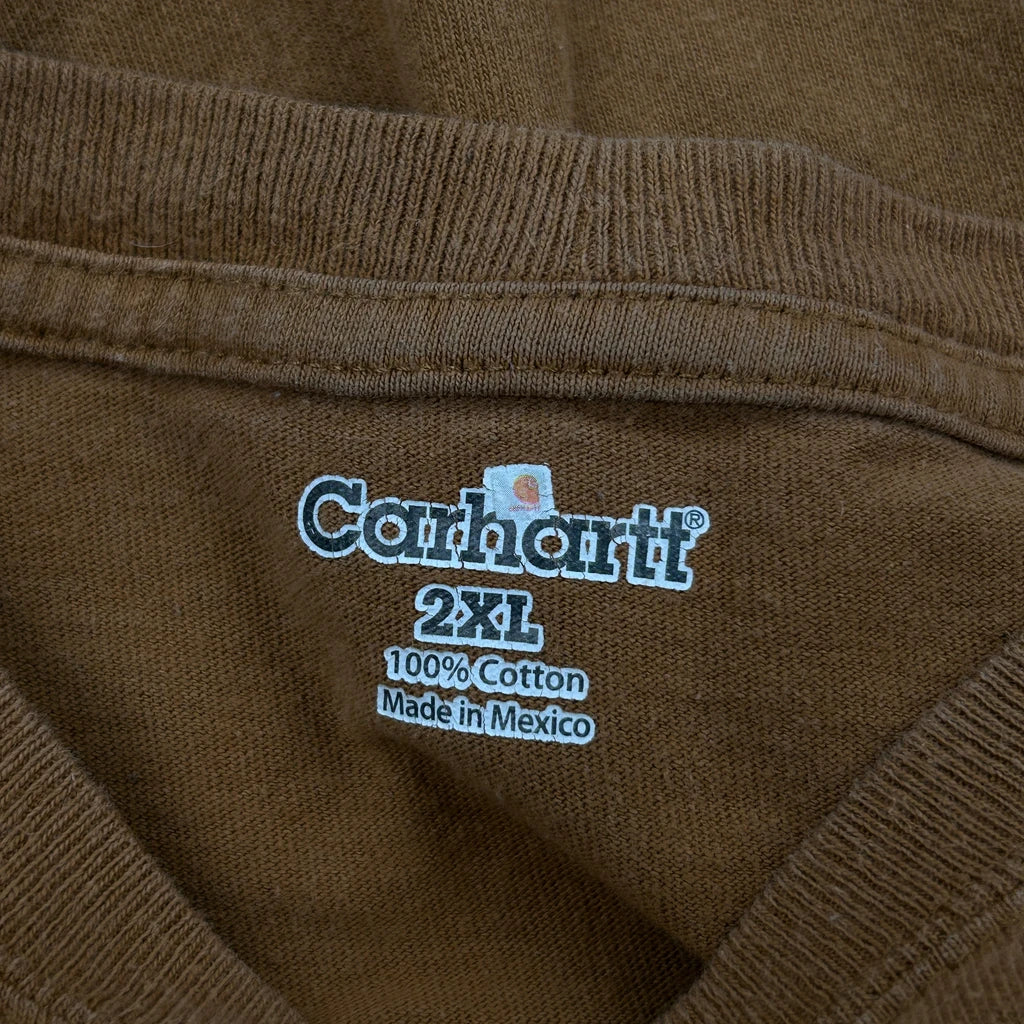 Carhartt®
2XL
100% Cotton
Made in Mexico